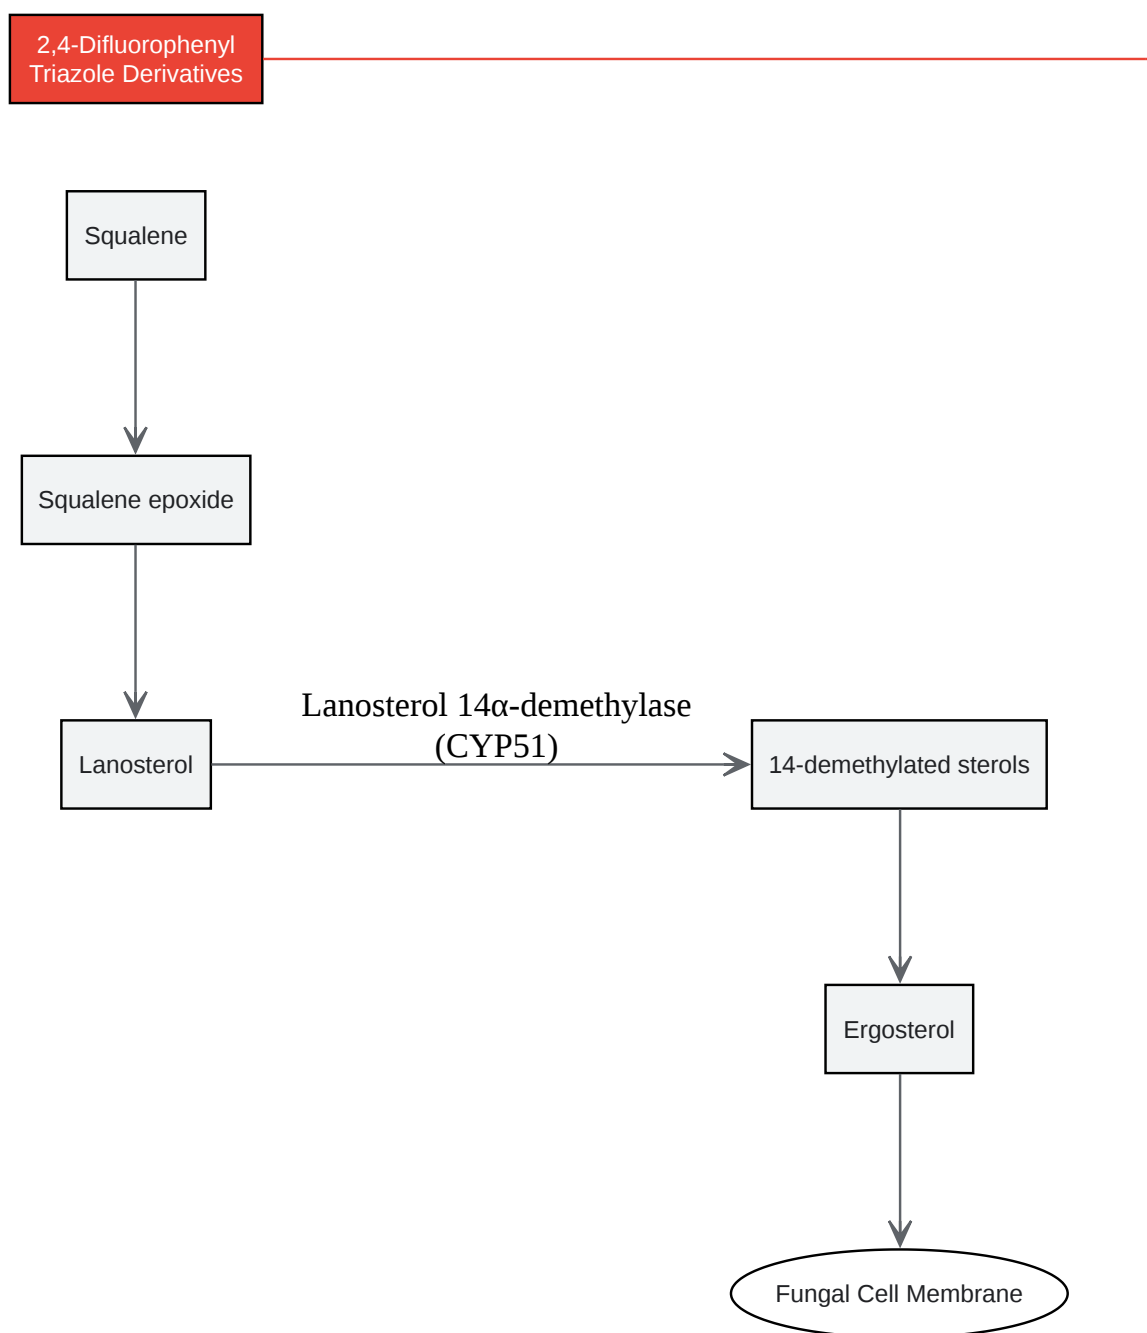 2,4-Difluorophenyl
Triazole Derivatives
Squalene
Squalene epoxide
Lanosterol 14α-demethylase
(CYP51)
Lanosterol
14-demethylated sterols
Ergosterol
Fungal Cell Membrane